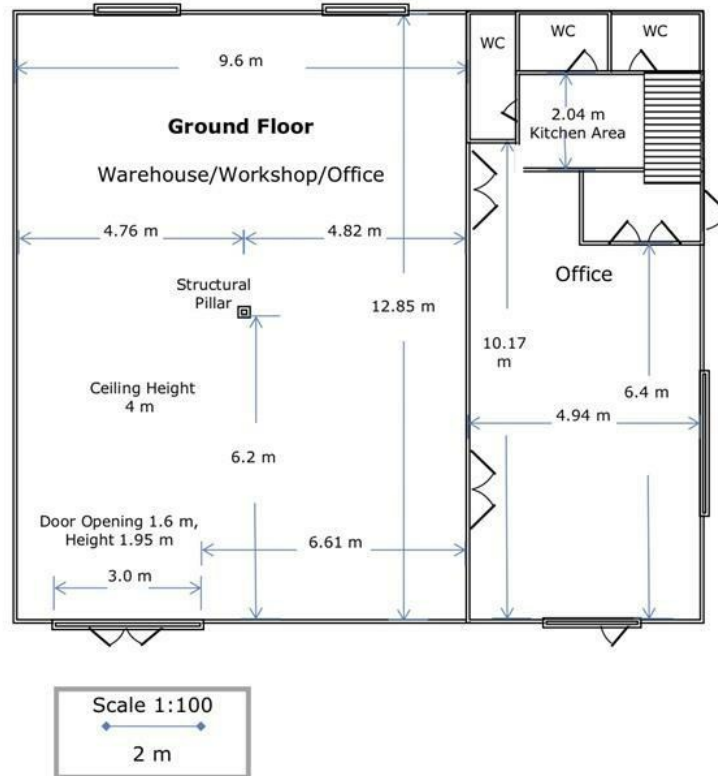 WC
WC
WC
9.6 m
2.04 m
Kitchen Area
Ground Floor
Warehouse/Workshop/Office
4.76 m
4.82 m
Structural
Pillar
Office
12.85 m
10.17
m
Ceiling Height
4 m
6.4 m
4.94 m
6.2 m
Door Opening 1.6 m,
Height 1.95 m
6.61 m
3.0 m
Scale 1:100
2 m